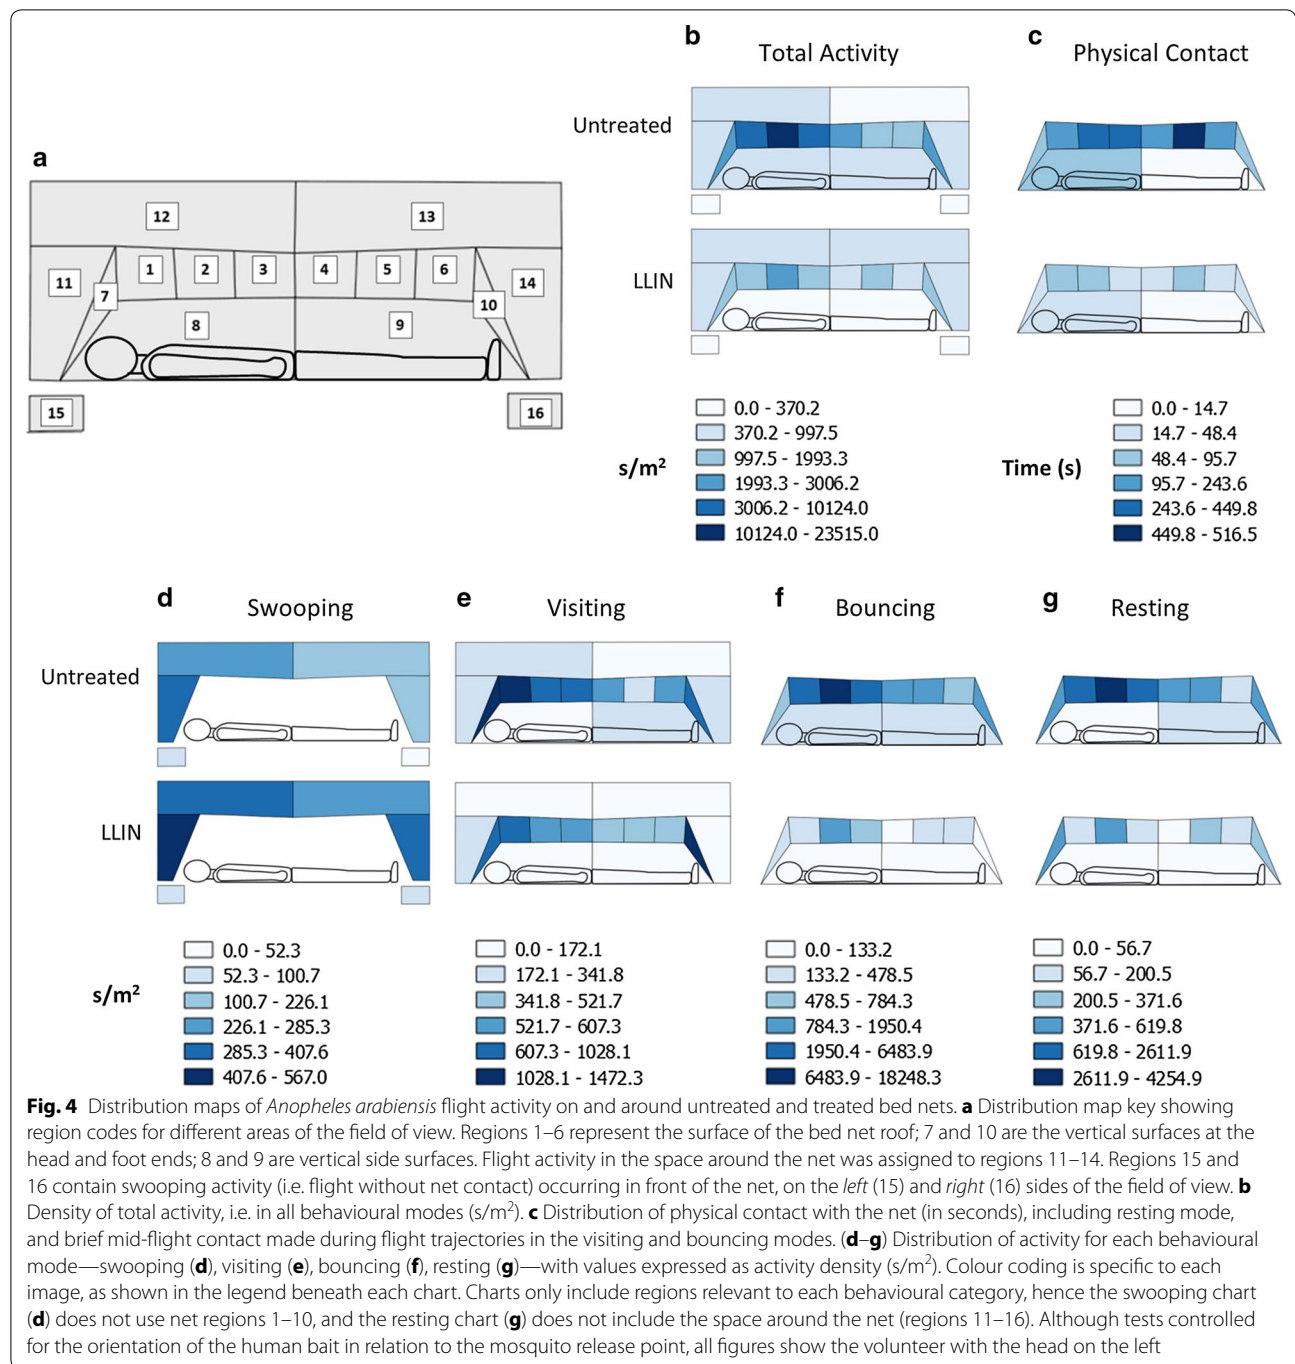 b Total Activity
c Physical Contact
Untreated
a
12
13
1
2
3
4
5
6
11
14
7
10
8
9
15
16
LLIN
0.0 - 370.2
370.2 - 997.5
997.5 - 1993.3
1993.3 - 3006.2
3006.2 - 10124.0
10124.0 - 23515.0
s/m²
0.0 - 14.7
14.7 - 48.4
48.4 - 95.7
95.7 - 243.6
243.6 - 449.8
449.8 - 516.5
Time (s)
d Swooping
e Visiting
f Bouncing
g Resting
Untreated
LLIN
s/m²
0.0 - 52.3
52.3 - 100.7
100.7 - 226.1
226.1 - 285.3
285.3 - 407.6
407.6 - 567.0
0.0 - 172.1
172.1 - 341.8
341.8 - 521.7
521.7 - 607.3
607.3 - 1028.1
1028.1 - 1472.3
0.0 - 133.2
133.2 - 478.5
478.5 - 784.3
784.3 - 1950.4
1950.4 - 6483.9
6483.9 - 18248.3
0.0 - 56.7
56.7 - 200.5
200.5 - 371.6
371.6 - 619.8
619.8 - 2611.9
2611.9 - 4254.9
Fig. 4 Distribution maps of Anopheles arabiensis flight activity on and around untreated and treated bed nets. a Distribution map key showing
region codes for different areas of the field of view. Regions 1–6 represent the surface of the bed net roof; 7 and 10 are the vertical surfaces at the
head and foot ends; 8 and 9 are vertical side surfaces. Flight activity in the space around the net was assigned to regions 11–14. Regions 15 and
16 contain swooping activity (i.e. flight without net contact) occurring in front of the net, on the left (15) and right (16) sides of the field of view. b
Density of total activity, i.e. in all behavioural modes (s/m²). c Distribution of physical contact with the net (in seconds), including resting mode,
and brief mid-flight contact made during flight trajectories in the visiting and bouncing modes. (d–g) Distribution of activity for each behavioural
mode—swooping (d), visiting (e), bouncing (f), resting (g)—with values expressed as activity density (s/m²). Colour coding is specific to each
image, as shown in the legend beneath each chart. Charts only include regions relevant to each behavioural category, hence the swooping chart
(d) does not use net regions 1–10, and the resting chart (g) does not include the space around the net (regions 11–16). Although tests controlled
for the orientation of the human bait in relation to the mosquito release point, all figures show the volunteer with the head on the left